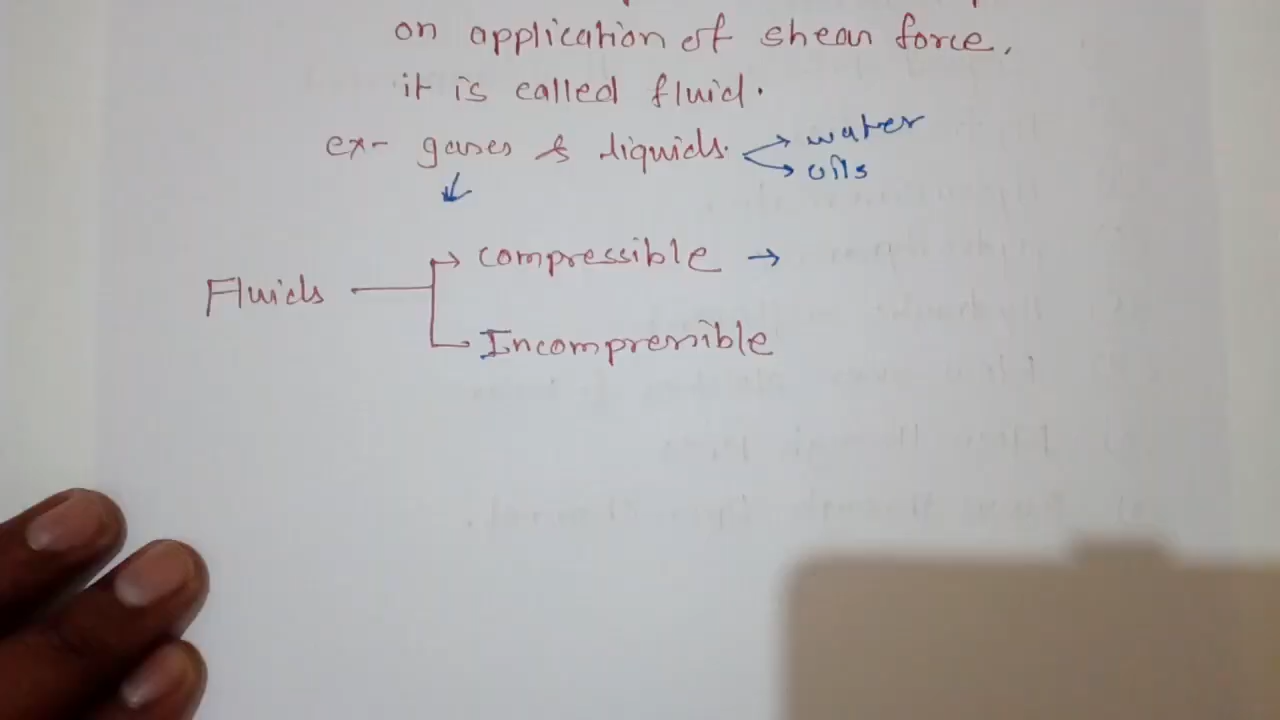 on application of shear force,
it is called fluid.
ex- gases & liquids. → water
→ oils
↓
Fluids → compressible →
Incompressible